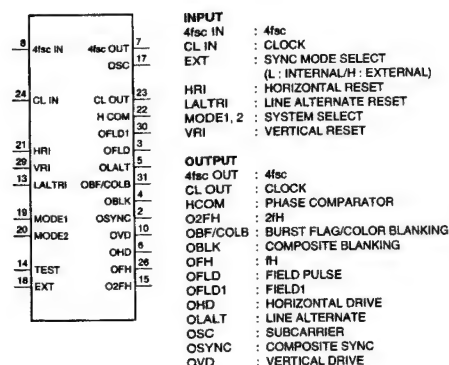 8 4fsc IN 4fsc OUT 7
OSC 17
24 CL IN CL OUT 23
H COM 22
OFLD1 30
21 HRI OFLD 3
29 VRI OLALT 5
13 LALTRI OBF/COLB 31
OBLK 4
19 MODE1 OSYNC 2
20 MODE2 OVD 10
OHD 6
14 TEST OFH 26
18 EXT O2FH 15
INPUT
4fsc IN : 4fsc
CL IN : CLOCK
EXT : SYNC MODE SELECT
(L : INTERNAL/H : EXTERNAL)
HRI : HORIZONTAL RESET
LALTRI : LINE ALTERNATE RESET
MODE1, 2 : SYSTEM SELECT
VRI : VERTICAL RESET
OUTPUT
4fsc OUT : 4fsc
CL OUT : CLOCK
HCOM : PHASE COMPARATOR
O2FH : 2fH
OBF/COLB : BURST FLAG/COLOR BLANKING
OBLK : COMPOSITE BLANKING
OFH : fH
OFLD : FIELD PULSE
OFLD1 : FIELD1
OHD : HORIZONTAL DRIVE
OLALT : LINE ALTERNATE
OSC : SUBCARRIER
OSYNC : COMPOSITE SYNC
OVD : VERTICAL DRIVE